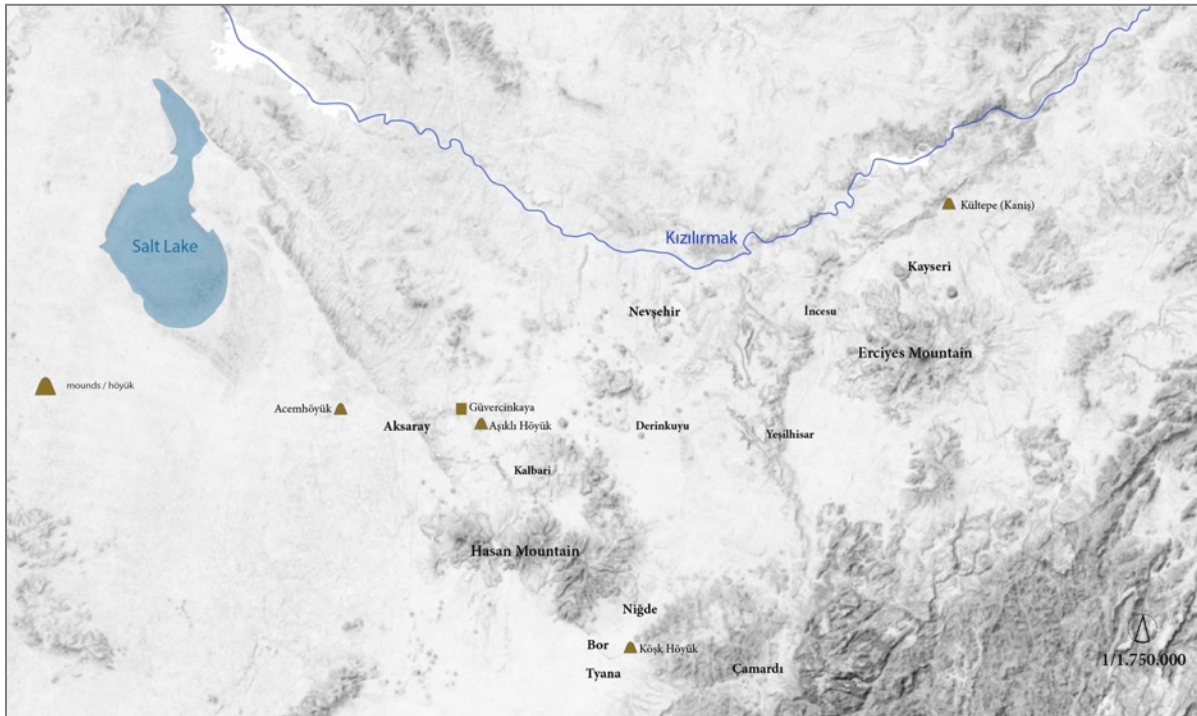 Kültepe (Kaniş)
Kızılırmak
Salt Lake
Kayseri
Nevşehir
İncesu
Erciyes Mountain
mounds / höyük
Acemhöyük
Güvercinkaya
Aksaray
Aşıklı Höyük
Derinkuyu
Yeşilhisar
Kalbari
Hasan Mountain
Niğde
Bor
Köşk Höyük
1/1.750.000
Tyana
Çamardı